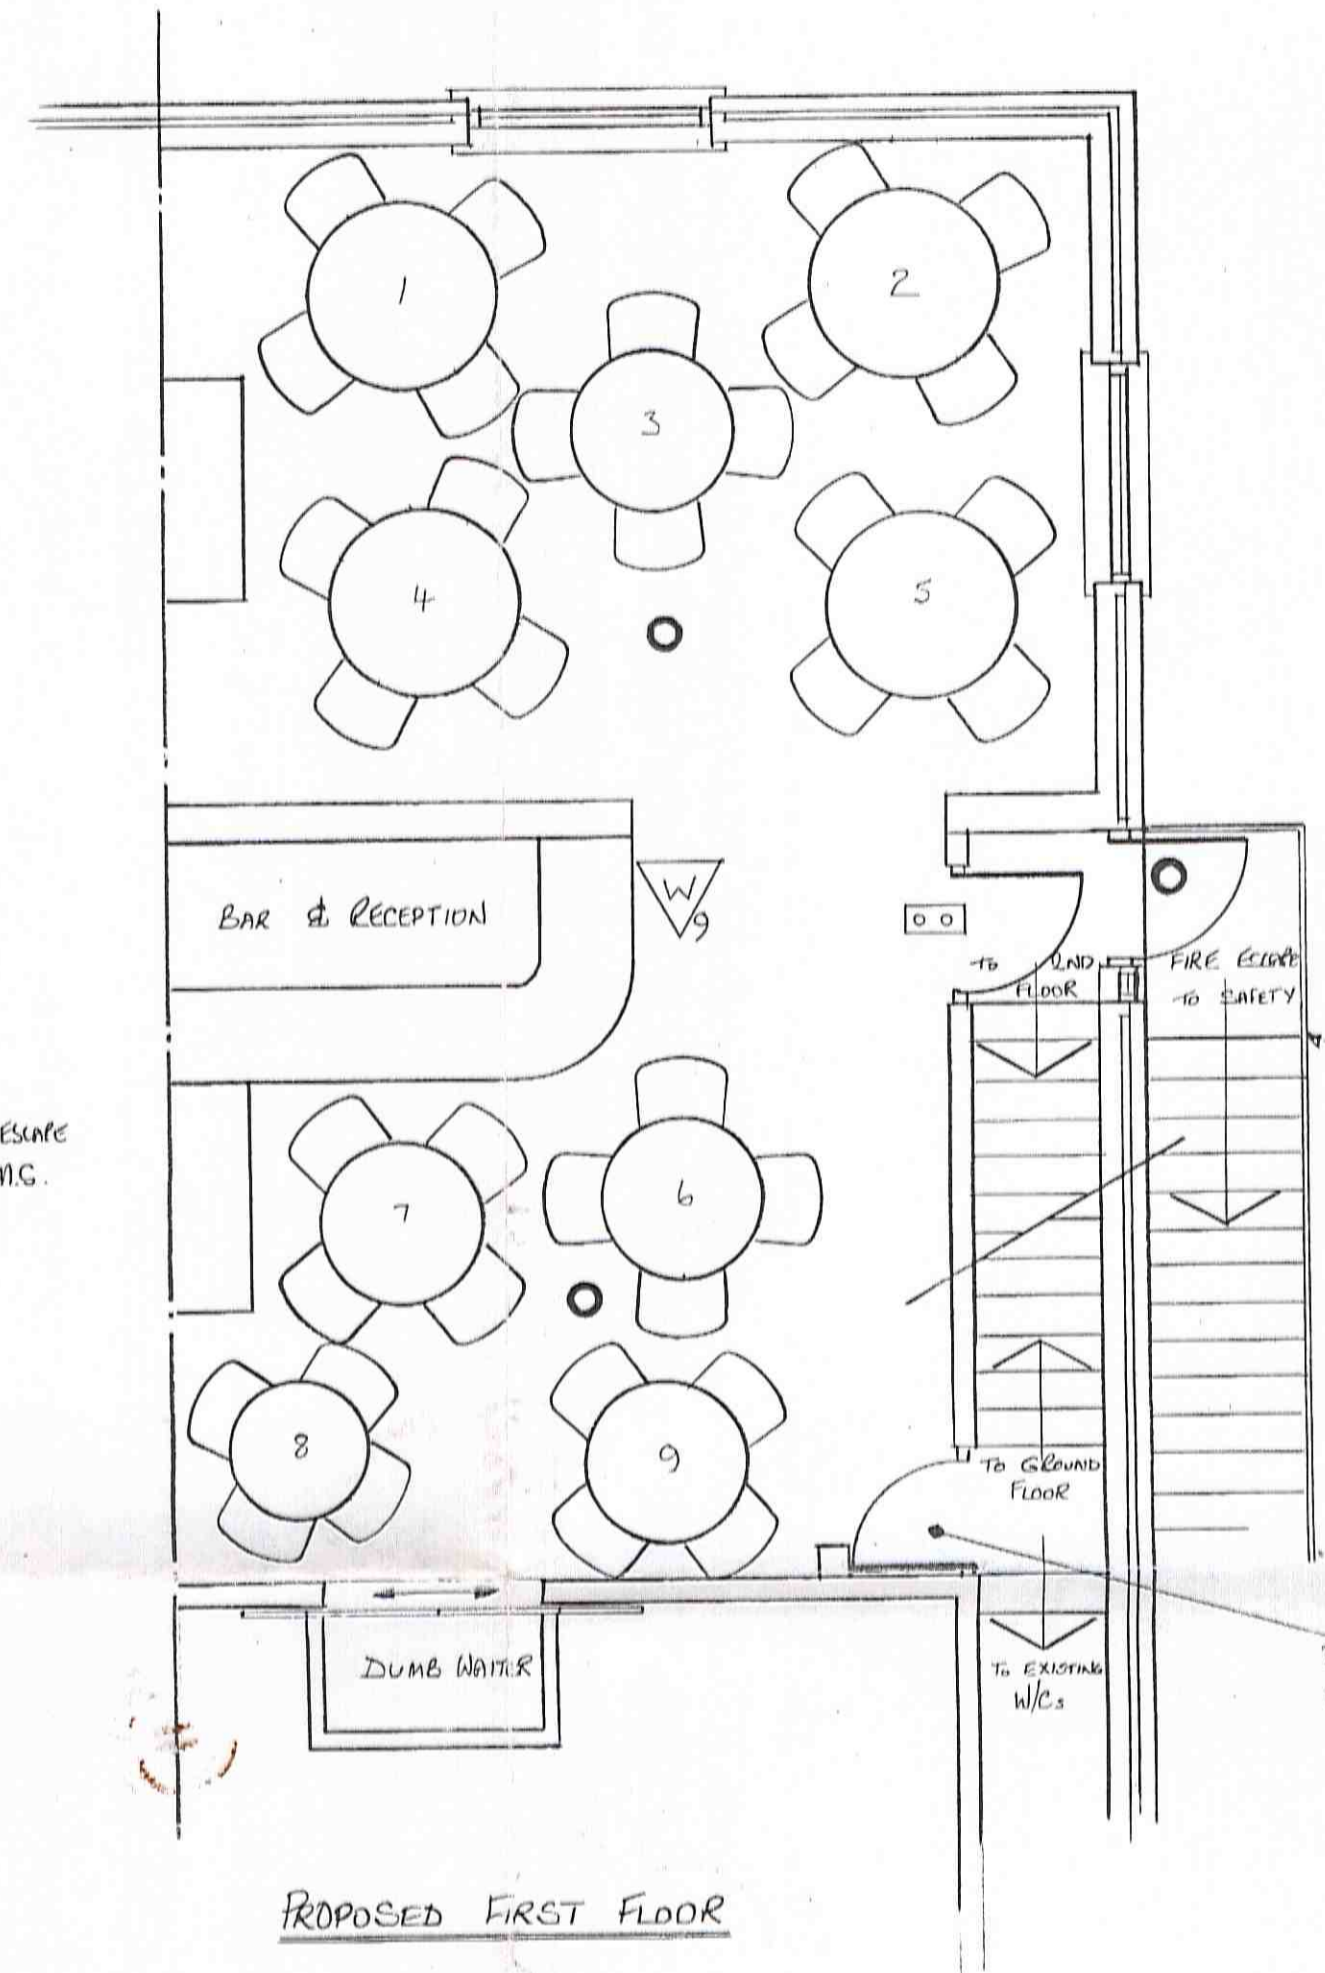 1
2
3
4
5
BAR & RECEPTION
W
9
TO 2ND
FLOOR
FIRE ESCAPE
TO SAFETY
ESCAPE
7
6
8
9
TO GROUND
FLOOR
DUMB WAITER
TO EXISTING
W/Cs
PROPOSED FIRST FLOOR